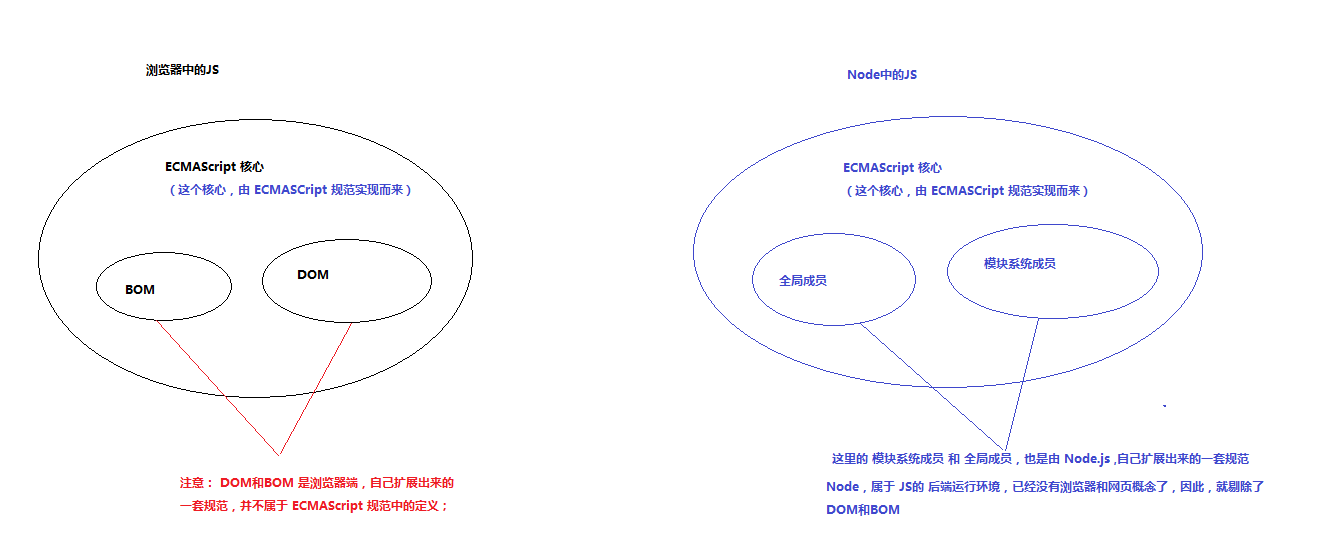 浏览器中的JS
ECMAScript 核心
（这个核心，由 ECMASCript 规范实现而来）
BOM
DOM
注意： DOM和BOM 是浏览器端，自己扩展出来的
一套规范，并不属于 ECMAScript 规范中的定义；
Node中的JS
ECMAScript 核心
（这个核心，由 ECMASCript 规范实现而来）
全局成员
模块系统成员
这里的 模块系统成员 和 全局成员，也是由 Node.js ,自己扩展出来的一套规范
Node，属于 JS的 后端运行环境，已经没有浏览器和网页概念了，因此，就剔除了
DOM和BOM